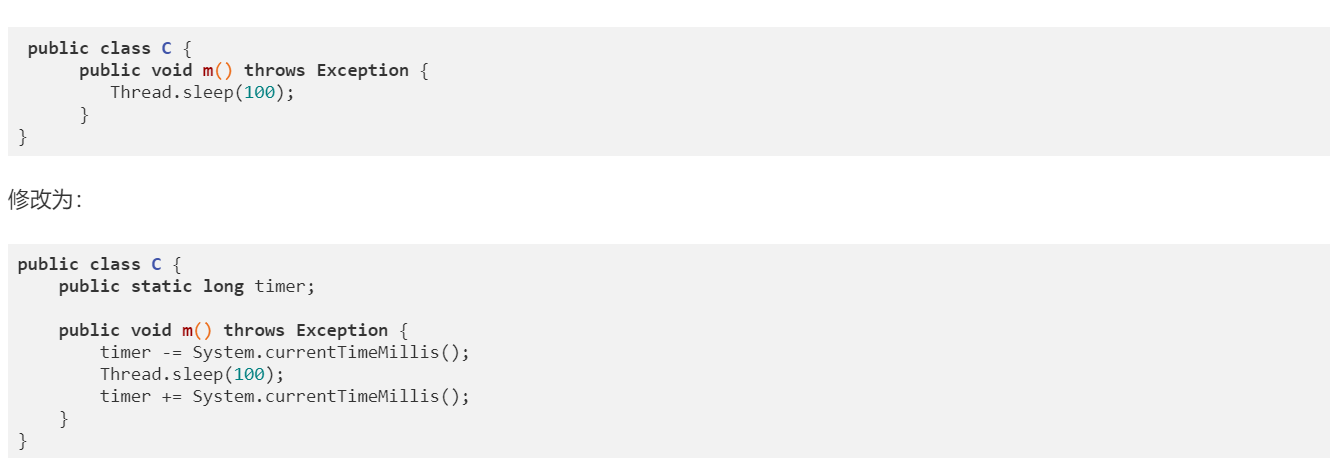 public class C {
public void m() throws Exception {
Thread.sleep(100);
}
}
修改为：
public class C {
public static long timer;
public void m() throws Exception {
timer -= System.currentTimeMillis();
Thread.sleep(100);
timer += System.currentTimeMillis();
}
}